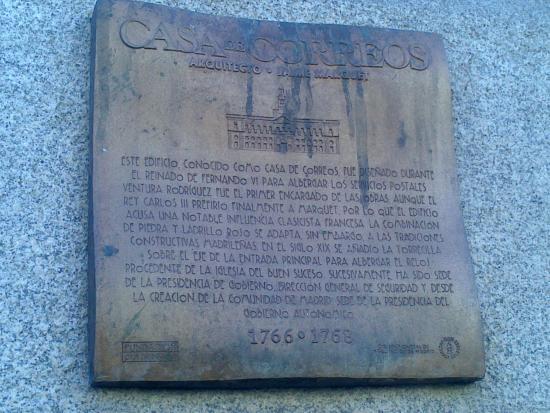 CASA DE CORREOS
ARQUITECTO • JAIME MARQUET
ESTE EDIFICIO, CONOCIDO COMO CASA DE CORREOS, FUE DISEÑADO DURANTE
EL REINADO DE FERNANDO VI PARA ALBERGAR LOS SERVICIOS POSTALES
VENTURA RODRÍGUEZ FUE EL PRIMER ENCARGADO DE LAS OBRAS, AUNQUE EL
REY CARLOS III PREFIRIO FINALMENTE A MARQUET, POR LO QUE EL EDIFICIO
ACUSA UNA NOTABLE INFLUENCIA CLASICISTA FRANCESA. LA COMBINACIÓN
DE PIEDRA Y LADRILLO ROJO SE ADAPTA, SIN EMBARGO, A LAS TRADICIONES
CONSTRUCTIVAS MADRILEÑAS. EN EL SIGLO XIX SE AÑADIO LA TORRECILLA
SOBRE EL EJE DE LA ENTRADA PRINCIPAL PARA ALBERGAR EL RELOJ
PROCEDENTE DE LA IGLESIA DEL BUEN SUCESO. SUCESIVAMENTE HA SIDO SEDE
DE LA PRESIDENCIA DE GOBIERNO, DIRECCIÓN GENERAL DE SEGURIDAD Y, DESDE
LA CREACION DE LA COMUNIDAD DE MADRID, SEDE DE LA PRESIDENCIA DEL
GOBIERNO AUTONOMICO
1766 • 1768